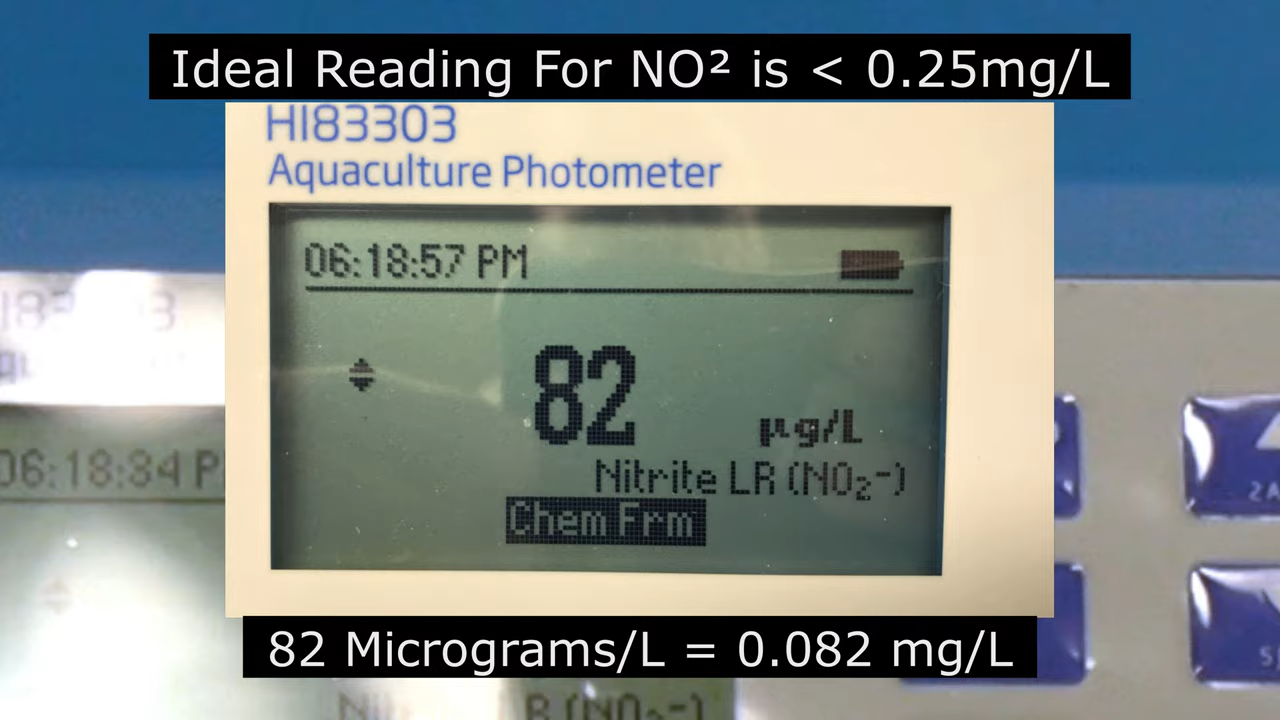 Ideal Reading For NO² is < 0.25mg/L
HI83303
Aquaculture Photometer
06:18:57 PM
82
µg/L
Nitrite LR (NO₂-)
Chem Frm
06:18:34 P
82 Micrograms/L = 0.082 mg/L